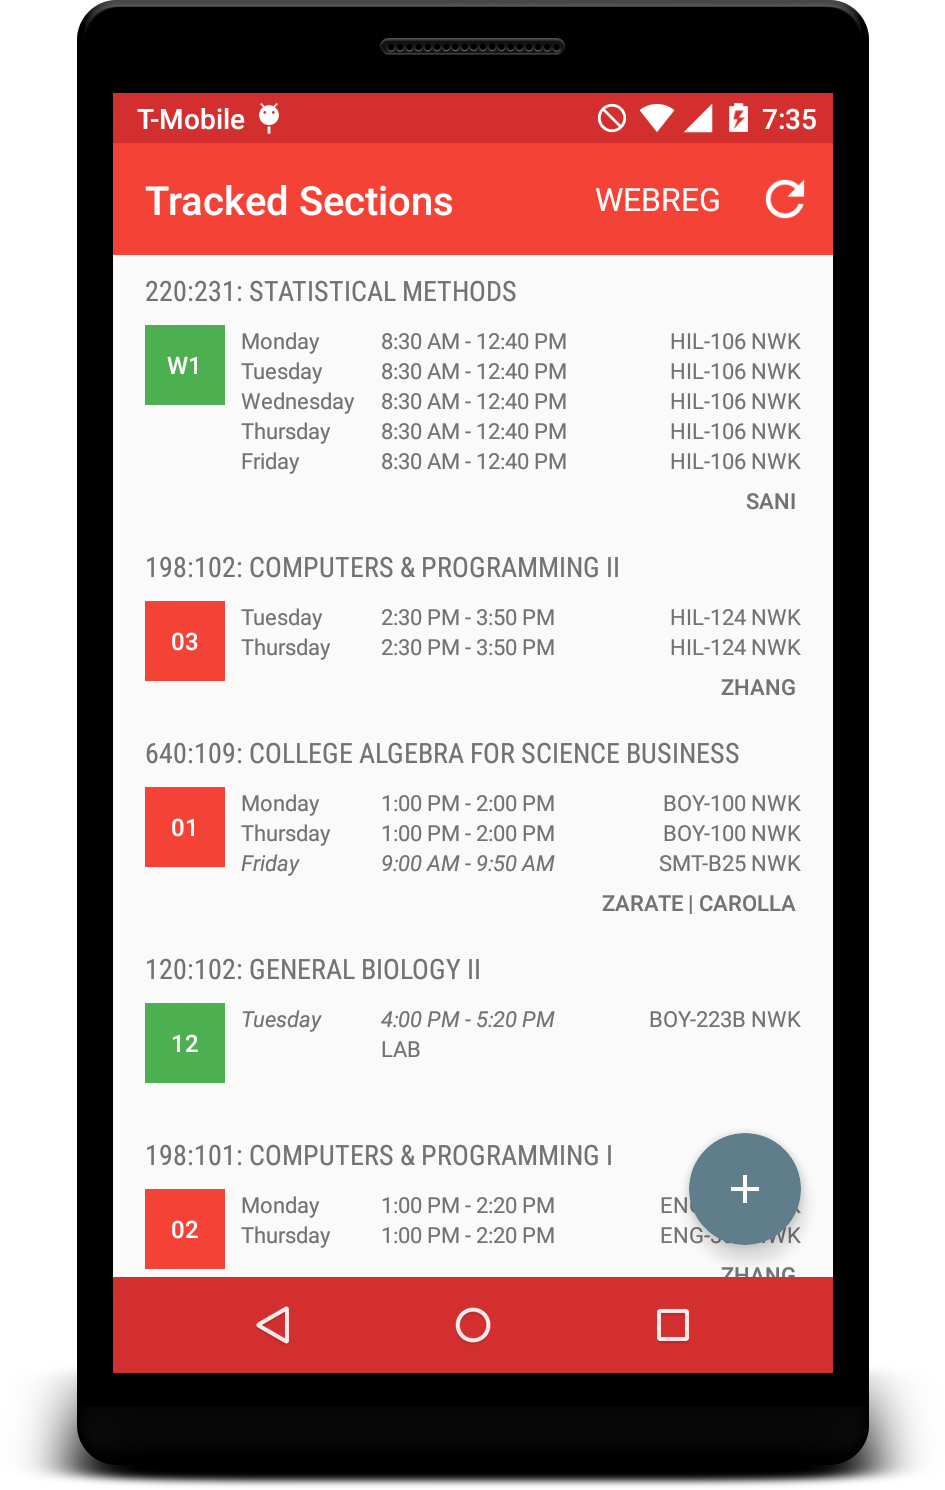 T-Mobile 7:35
Tracked Sections WEBREG
220:231: STATISTICAL METHODS
W1
Monday 8:30 AM - 12:40 PM HIL-106 NWK
Tuesday 8:30 AM - 12:40 PM HIL-106 NWK
Wednesday 8:30 AM - 12:40 PM HIL-106 NWK
Thursday 8:30 AM - 12:40 PM HIL-106 NWK
Friday 8:30 AM - 12:40 PM HIL-106 NWK
SANI
198:102: COMPUTERS & PROGRAMMING II
03
Tuesday 2:30 PM - 3:50 PM HIL-124 NWK
Thursday 2:30 PM - 3:50 PM HIL-124 NWK
ZHANG
640:109: COLLEGE ALGEBRA FOR SCIENCE BUSINESS
01
Monday 1:00 PM - 2:00 PM BOY-100 NWK
Thursday 1:00 PM - 2:00 PM BOY-100 NWK
Friday 9:00 AM - 9:50 AM SMT-B25 NWK
ZARATE | CAROLLA
120:102: GENERAL BIOLOGY II
12
Tuesday 4:00 PM - 5:20 PM BOY-223B NWK
LAB
198:101: COMPUTERS & PROGRAMMING I
02
Monday 1:00 PM - 2:20 PM
Thursday 1:00 PM - 2:20 PM
ZHANG